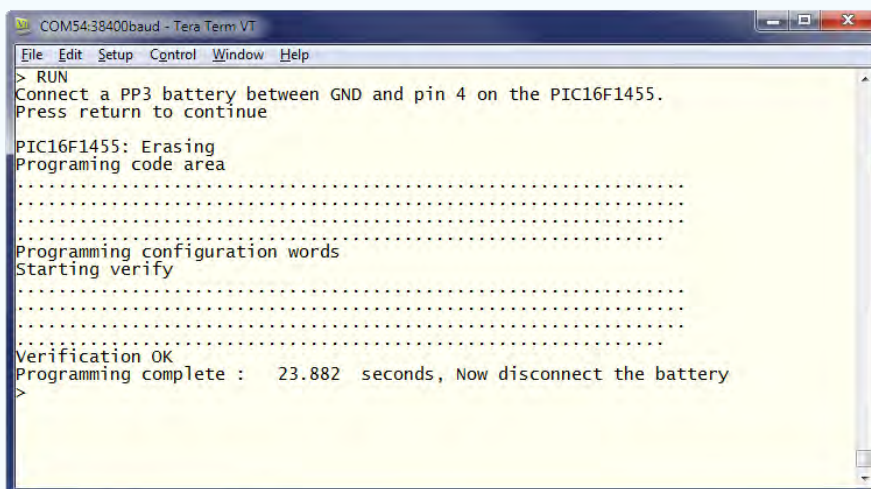 COM54:38400baud - Tera Term VT
File Edit Setup Control Window Help
> RUN
Connect a PP3 battery between GND and pin 4 on the PIC16F1455.
Press return to continue
PIC16F1455: Erasing
Programing code area
................................................................
................................................................
................................................................
..............................................................
Programming configuration words
Starting verify
................................................................
................................................................
................................................................
..............................................................
Verification OK
Programming complete :   23.882  seconds, Now disconnect the battery
>